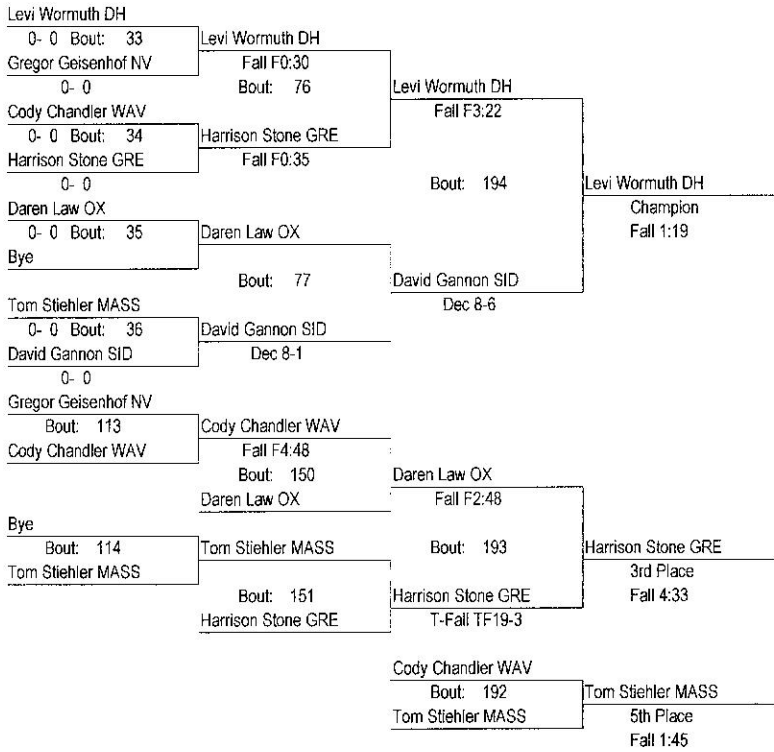 Levi Wormuth DH
0- 0 Bout: 33
Gregor Geisenhof NV
0- 0
Cody Chandler WAV
0- 0 Bout: 34
Harrison Stone GRE
0- 0
Daren Law OX
0- 0 Bout: 35
Bye
Tom Stiehler MASS
0- 0 Bout: 36
David Gannon SID
0- 0
Levi Wormuth DH
Fall F0:30
Bout: 76
Harrison Stone GRE
Fall F0:35
Daren Law OX
Bout: 77
David Gannon SID
Dec 8-1
Levi Wormuth DH
Fall F3:22
Bout: 194
David Gannon SID
Dec 8-6
Levi Wormuth DH
Champion
Fall 1:19
Gregor Geisenhof NV
Bout: 113
Cody Chandler WAV
Bye
Bout: 114
Tom Stiehler MASS
Cody Chandler WAV
Fall F4:48
Bout: 150
Daren Law OX
Tom Stiehler MASS
Bout: 151
Harrison Stone GRE
Daren Law OX
Fall F2:48
Bout: 193
Harrison Stone GRE
T-Fall TF19-3
Harrison Stone GRE
3rd Place
Fall 4:33
Cody Chandler WAV
Bout: 192
Tom Stiehler MASS
Tom Stiehler MASS
5th Place
Fall 1:45